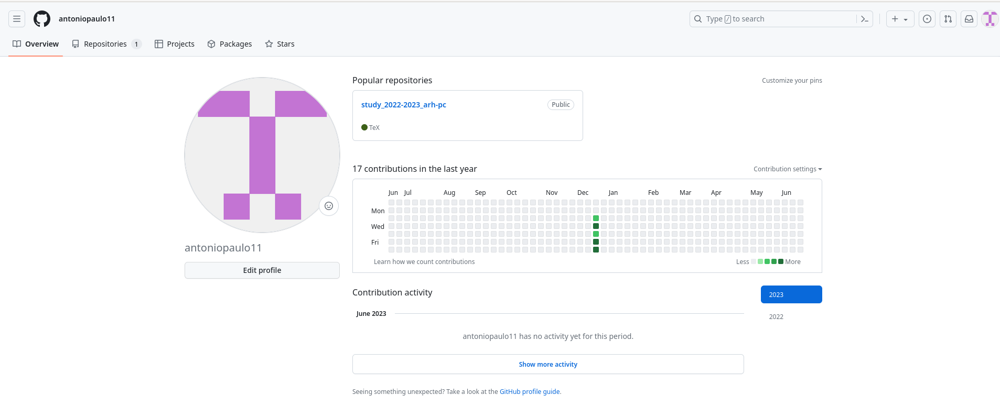 antoniopaulo11
Type / to search
Overview Repositories 1 Projects Packages Stars
Popular repositories
Customize your pins
study_2022-2023_arh-pc
Public
TeX
17 contributions in the last year
Contribution settings
Jun Jul Aug Sep Oct Nov Dec Jan Feb Mar Apr May Jun
Mon
Wed
Fri
Learn how we count contributions
Less More
antoniopaulo11
Edit profile
Contribution activity
2023
2022
June 2023
antoniopaulo11 has no activity yet for this period.
Show more activity
Seeing something unexpected? Take a look at the GitHub profile guide.